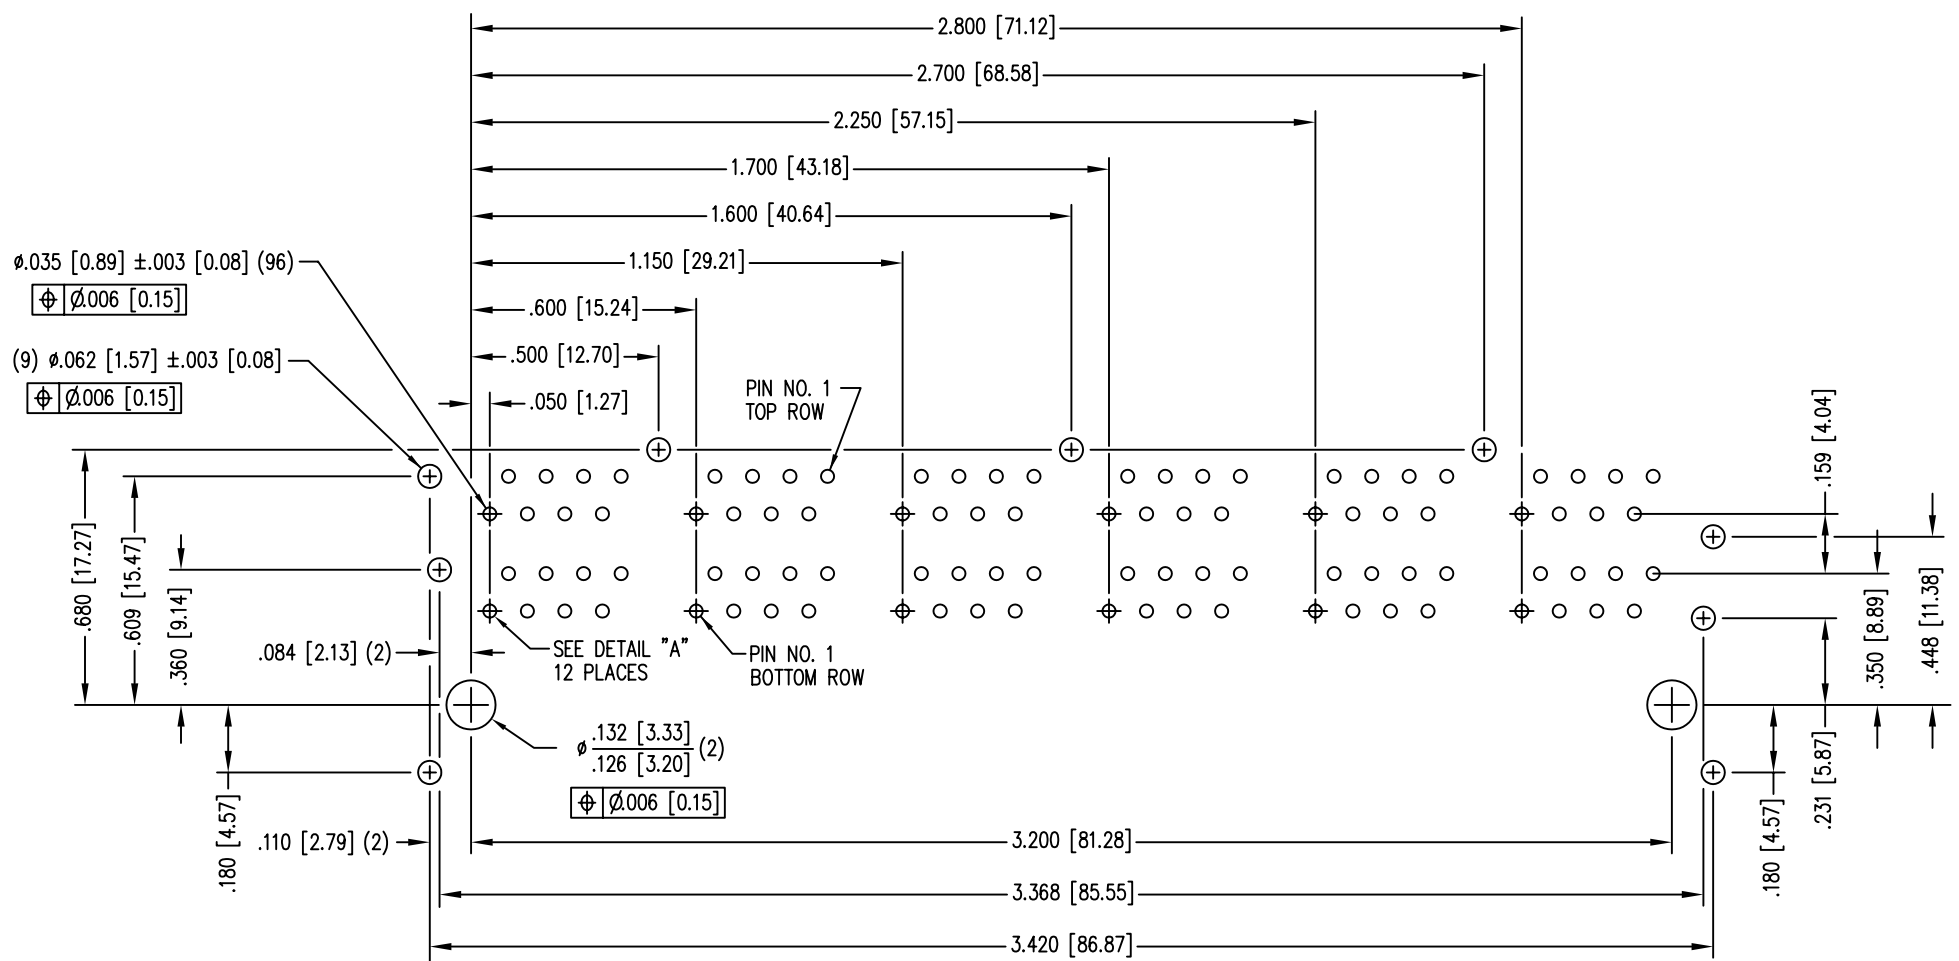 2.800 [71.12]
2.700 [68.58]
2.250 [57.15]
1.700 [43.18]
1.600 [40.64]
ø.035 [0.89] ±.003 [0.08] (96)
1.150 [29.21]
⌖ Ø.006 [0.15]
.600 [15.24]
(9) ø.062 [1.57] ±.003 [0.08]
.500 [12.70]
⌖ Ø.006 [0.15]
.050 [1.27]
PIN NO. 1
TOP ROW
.159 [4.04]
.680 [17.27]
.609 [15.47]
.360 [9.14]
.350 [8.89]
.448 [11.38]
.084 [2.13] (2)
SEE DETAIL "A"
12 PLACES
PIN NO. 1
BOTTOM ROW
ø .132 [3.33]
.126 [3.20] (2)
⌖ Ø.006 [0.15]
.231 [5.87]
.180 [4.57]
.180 [4.57]
.110 [2.79] (2)
3.200 [81.28]
3.368 [85.55]
3.420 [86.87]